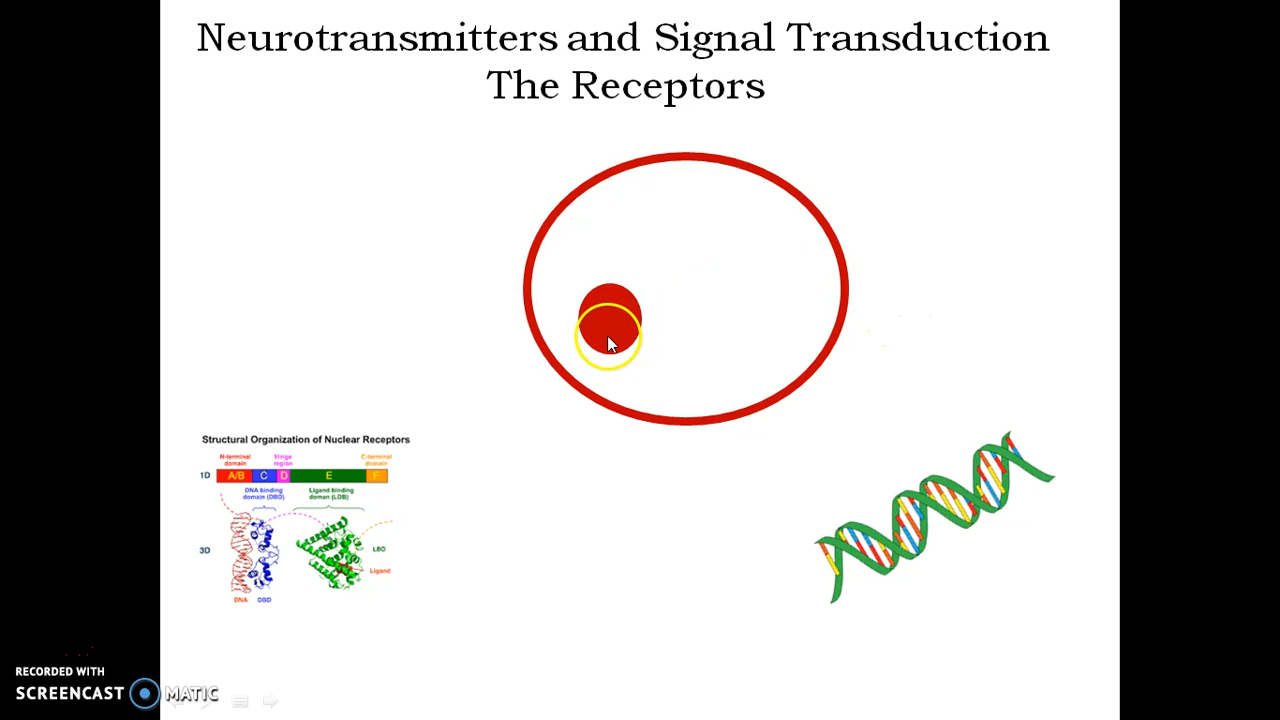 Neurotransmitters and Signal Transduction
The Receptors
Structural Organization of Nuclear Receptors
N-terminal domain
Hinge region
C-terminal domain
1D
A/B C D E F
DNA binding domain (DBD)
Ligand binding domain (LDB)
3D
LBD
Ligand
DNA
DBD
RECORDED WITH
SCREENCAST MATIC